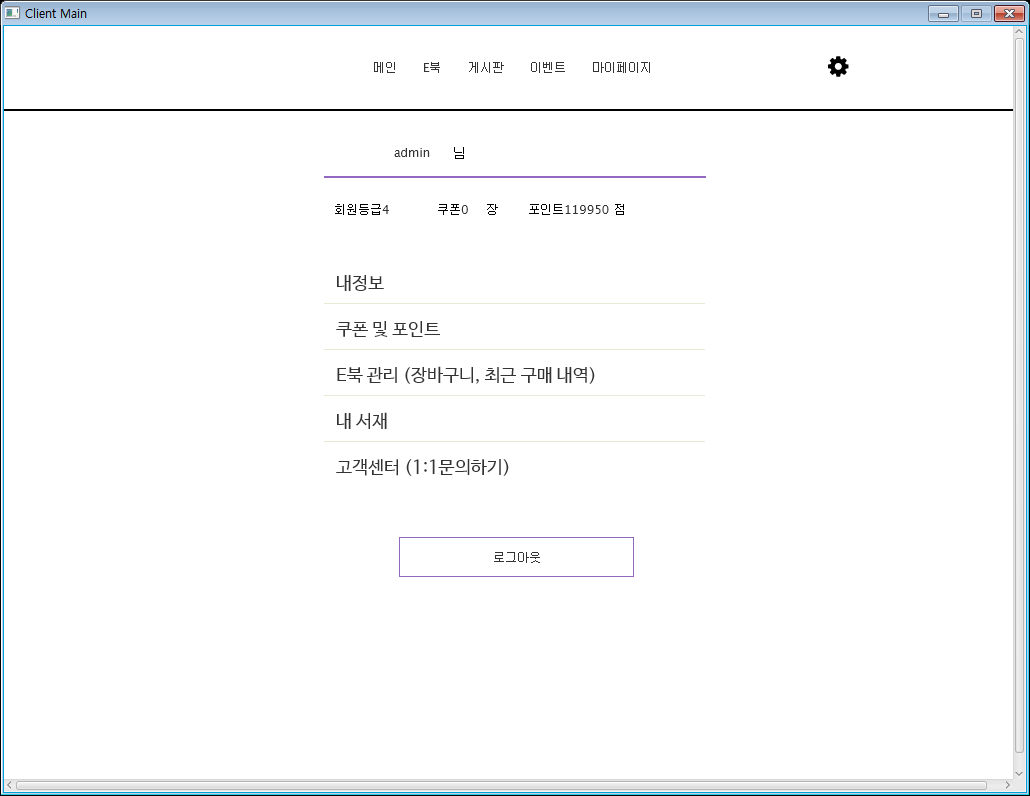 Client Main
메인 E북 게시판 이벤트 마이페이지
admin 님
회원등급4 쿠폰0 장 포인트119950 점
내정보
쿠폰 및 포인트
E북 관리 (장바구니, 최근 구매 내역)
내 서재
고객센터 (1:1문의하기)
로그아웃